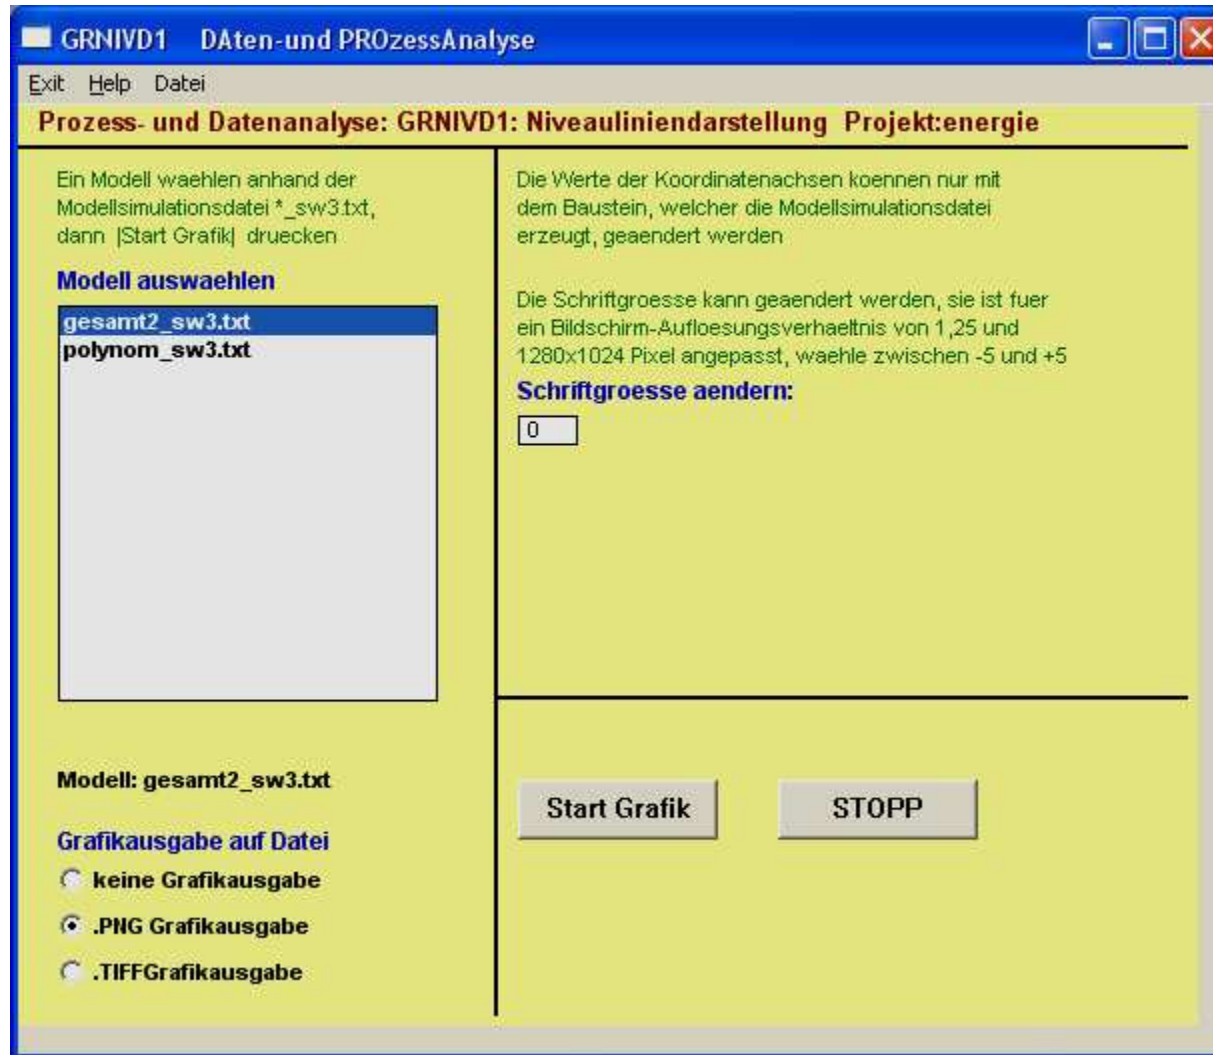 GRNIVD1 DAten-und PROzessAnalyse
Exit Help Datei
Prozess- und Datenanalyse: GRNIVD1: Niveauliniendarstellung Projekt:energie
Ein Modell waehlen anhand der
Modellsimulationsdatei *_sw3.txt,
dann |Start Grafik| druecken
Modell auswaehlen
gesamt2_sw3.txt
polynom_sw3.txt
Modell: gesamt2_sw3.txt
Grafikausgabe auf Datei
keine Grafikausgabe
.PNG Grafikausgabe
.TIFFGrafikausgabe
Die Werte der Koordinatenachsen koennen nur mit
dem Baustein, welcher die Modellsimulationsdatei
erzeugt, geaendert werden
Die Schriftgroesse kann geaendert werden, sie ist fuer
ein Bildschirm-Aufloesungsverhaeltnis von 1,25 und
1280x1024 Pixel angepasst, waehle zwischen -5 und +5
Schriftgroesse aendern:
0
Start Grafik STOPP